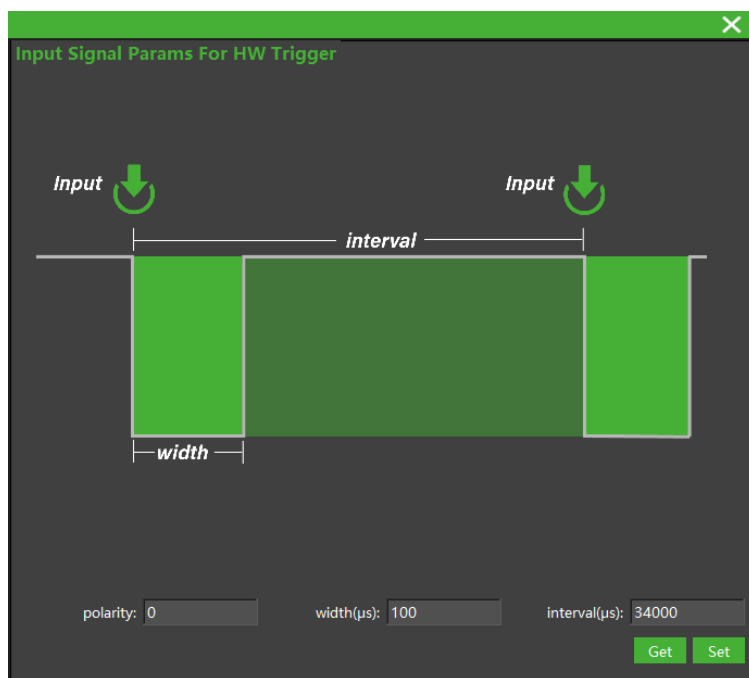 Input Signal Params For HW Trigger
Input Input
interval
width
polarity: 0 width(μs): 100 interval(μs): 34000
Get Set